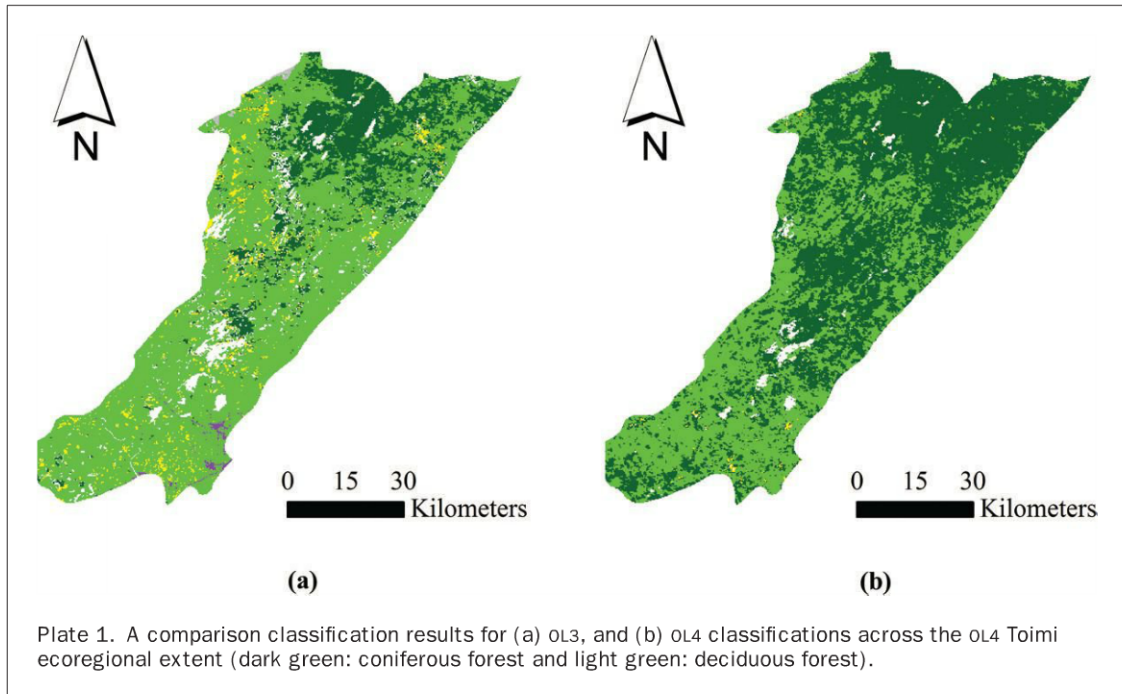 N
N
0 15 30
Kilometers
0 15 30
Kilometers
(a)
(b)
Plate 1. A comparison classification results for (a) OL3, and (b) OL4 classifications across the OL4 Toimi
ecoregional extent (dark green: coniferous forest and light green: deciduous forest).